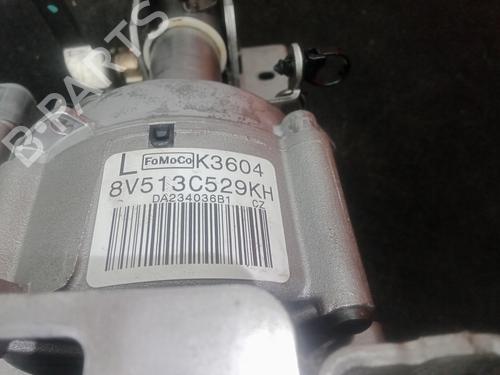 B-PARTS
L FoMoCo K3604
8V513C529KH
DA234036B1 CZ